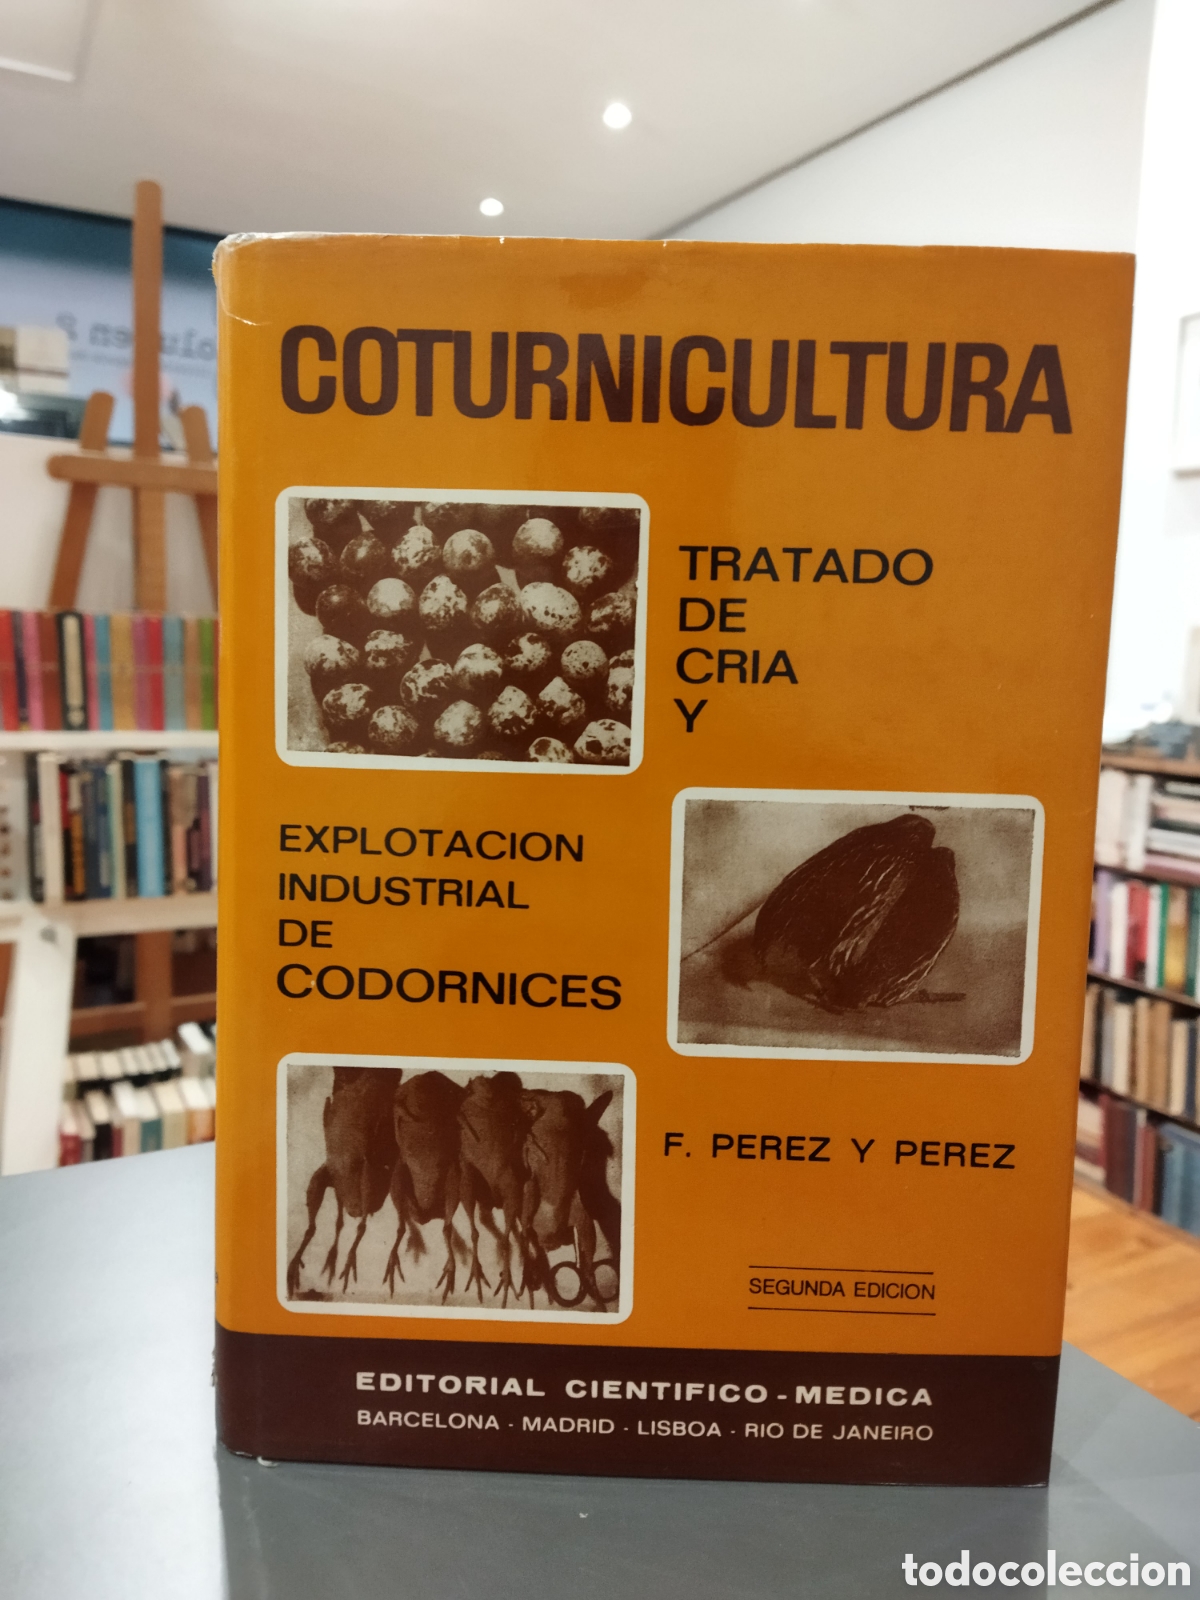 COTURNICULTURA
TRATADO
DE
CRIA
Y
EXPLOTACION
INDUSTRIAL
DE
CODORNICES
F. PEREZ Y PEREZ
SEGUNDA EDICION
EDITORIAL CIENTIFICO-MEDICA
BARCELONA - MADRID - LISBOA - RIO DE JANEIRO
todocoleccion